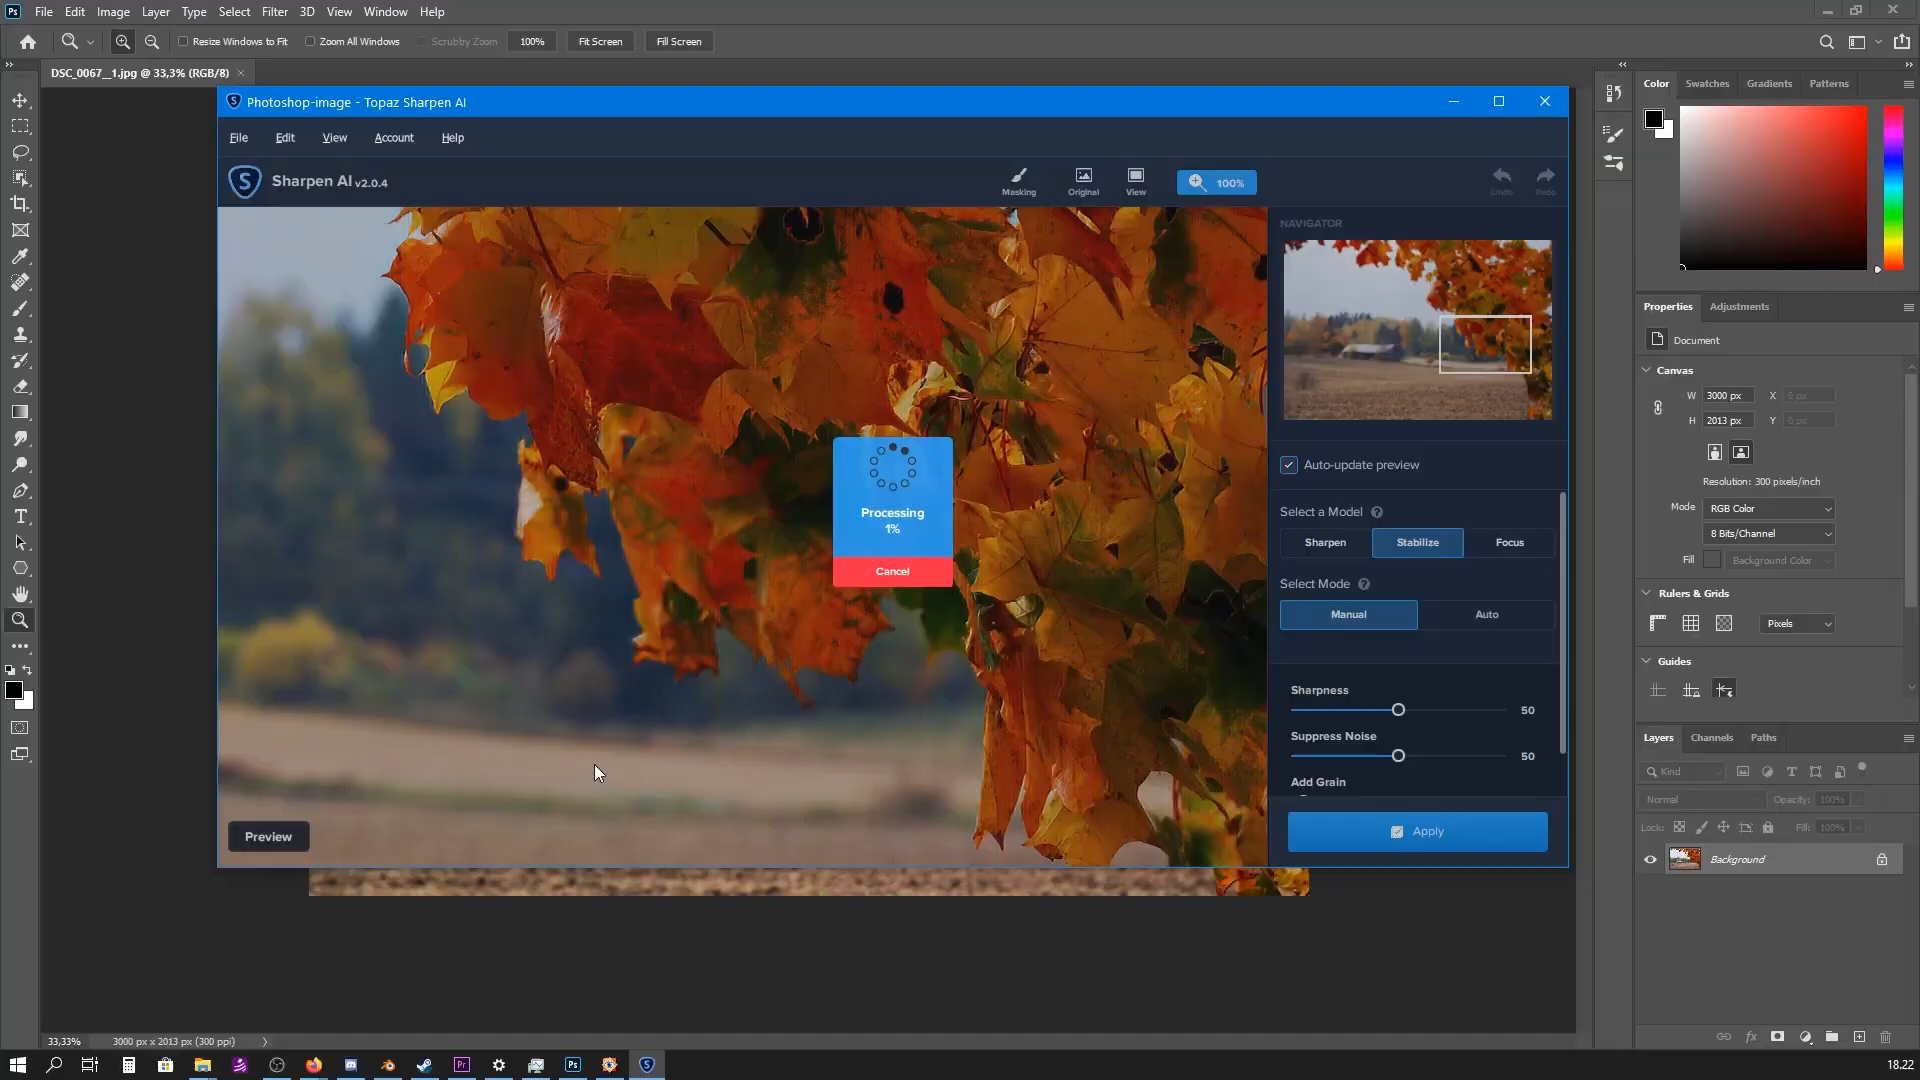 Ps File Edit Image Layer Type Select Filter 3D View Window Help
Resize Windows to Fit Zoom All Windows Scrubby Zoom 100% Fit Screen Fill Screen
DSC_0067__1.jpg @ 33,3% (RGB/8) ×
Photoshop-image - Topaz Sharpen AI
File Edit View Account Help
Sharpen AI v2.0.4
Masking Original View 100% Undo Redo
NAVIGATOR
Auto-update preview
Select a Model ?
Sharpen Stabilize Focus
Select Mode ?
Manual Auto
Sharpness
50
Suppress Noise
50
Add Grain
Apply
Processing
1%
Cancel
Preview
Color Swatches Gradients Patterns
Properties Adjustments
Document
Canvas
W 3000 px X 0 px
H 2013 px Y 0 px
Resolution: 300 pixels/inch
Mode RGB Color
8 Bits/Channel
Fill Background Color
Rulers & Grids
Pixels
Guides
Layers Channels Paths
Kind
Normal Opacity: 100%
Lock: Fill: 100%
Background
33,33% 3000 px x 2013 px (300 ppi)
Pr Ps 18.22